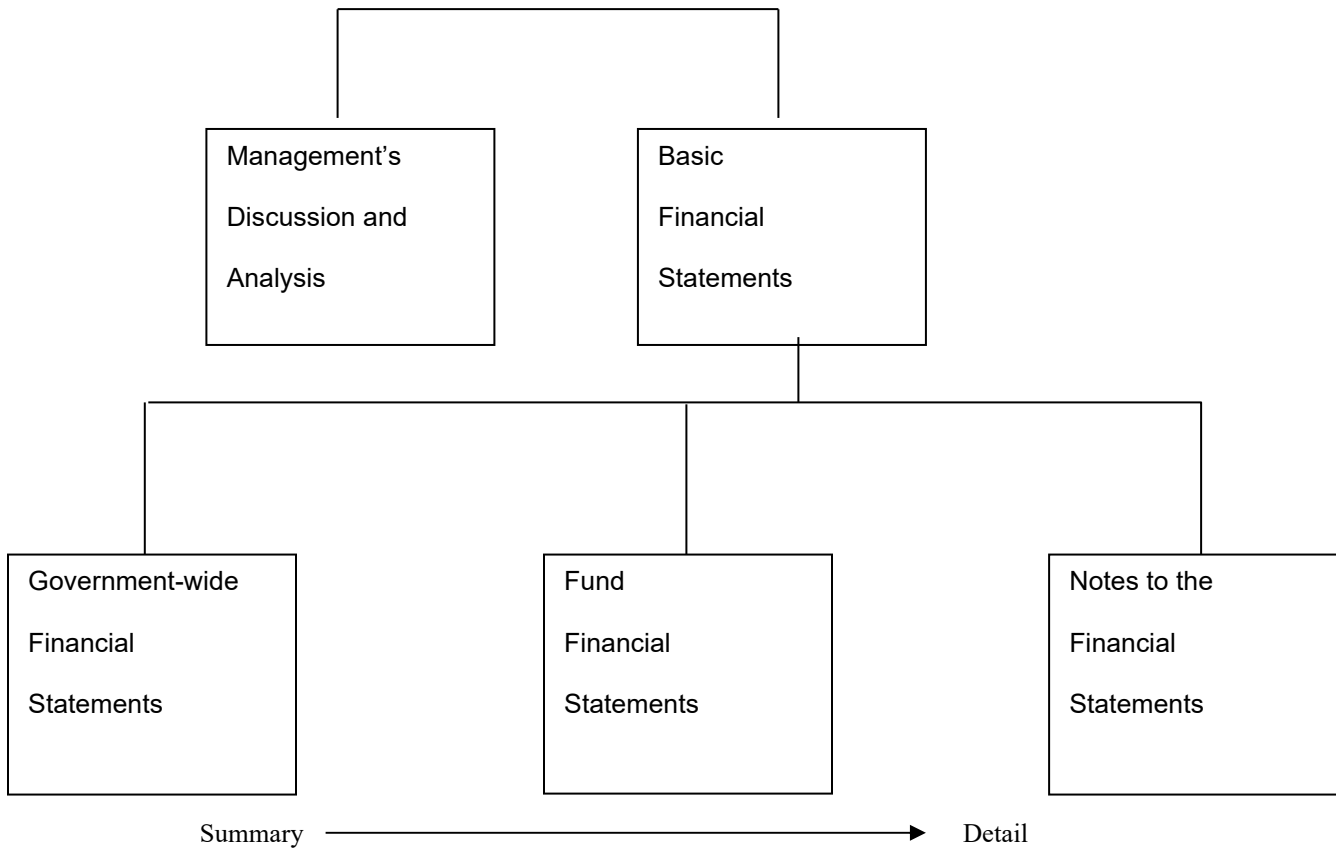 Management’s
Discussion and
Analysis
Basic
Financial
Statements
Government-wide
Financial
Statements
Fund
Financial
Statements
Notes to the
Financial
Statements
Summary
Detail